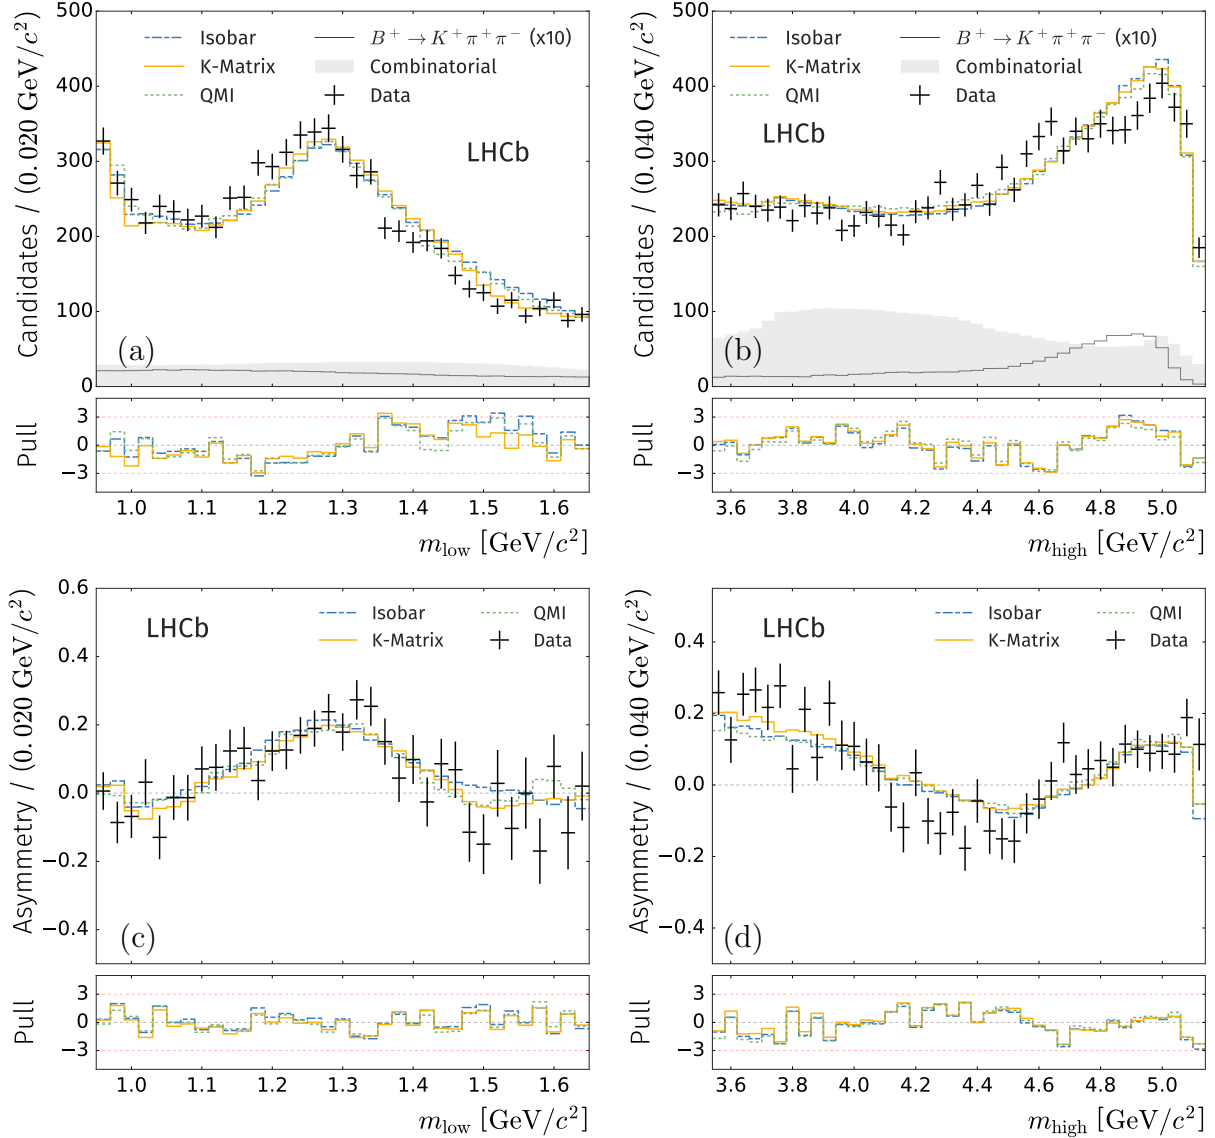 500
400
300
200
100
0
Candidates / (0.020 GeV/c²)
Isobar
K-Matrix
QMI
B⁺ → K⁺π⁺π⁻ (x10)
Combinatorial
Data
LHCb
(a)
3
0
−3
Pull
1.0 1.1 1.2 1.3 1.4 1.5 1.6
m_low [GeV/c²]
500
400
300
200
100
0
Candidates / (0.040 GeV/c²)
Isobar
K-Matrix
QMI
B⁺ → K⁺π⁺π⁻ (x10)
Combinatorial
Data
LHCb
(b)
3
0
−3
Pull
3.6 3.8 4.0 4.2 4.4 4.6 4.8 5.0
m_high [GeV/c²]
0.6
0.4
0.2
0.0
−0.2
−0.4
Asymmetry / (0.020 GeV/c²)
LHCb
Isobar
K-Matrix
QMI
Data
(c)
3
0
−3
Pull
1.0 1.1 1.2 1.3 1.4 1.5 1.6
m_low [GeV/c²]
0.4
0.2
0.0
−0.2
−0.4
Asymmetry / (0.040 GeV/c²)
LHCb
Isobar
K-Matrix
QMI
Data
(d)
3
0
−3
Pull
3.6 3.8 4.0 4.2 4.4 4.6 4.8 5.0
m_high [GeV/c²]